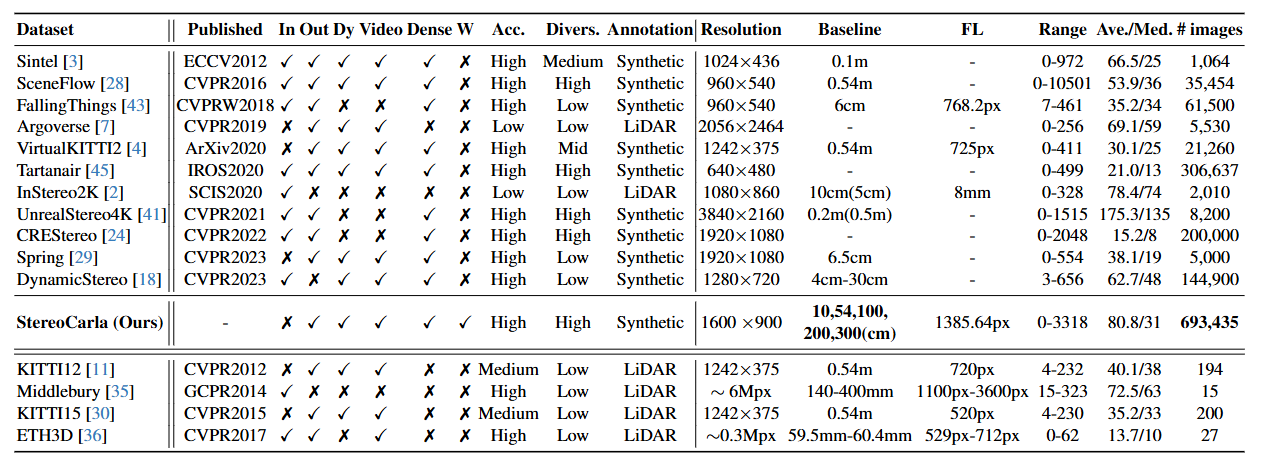 Dataset Published In Out Dy Video Dense W Acc. Divers. Annotation Resolution Baseline FL Range Ave./Med. # images
Sintel [3] ECCV2012 ✓ ✓ ✓ ✓ ✓ ✗ High Medium Synthetic 1024×436 0.1m - 0-972 66.5/25 1,064
SceneFlow [28] CVPR2016 ✓ ✓ ✓ ✓ ✓ ✗ High High Synthetic 960×540 0.54m - 0-10501 53.9/36 35,454
FallingThings [43] CVPRW2018 ✓ ✓ ✗ ✗ ✓ ✗ High Low Synthetic 960×540 6cm 768.2px 7-461 35.2/34 61,500
Argoverse [7] CVPR2019 ✗ ✓ ✓ ✓ ✗ ✗ Low Low LiDAR 2056×2464 - - 0-256 69.1/59 5,530
VirtualKITTI2 [4] ArXiv2020 ✗ ✓ ✓ ✓ ✓ ✗ High Mid Synthetic 1242×375 0.54m 725px 0-411 30.1/25 21,260
Tartanair [45] IROS2020 ✓ ✓ ✓ ✓ ✓ ✗ High High Synthetic 640×480 - - 0-499 21.0/13 306,637
InStereo2K [2] SCIS2020 ✓ ✗ ✗ ✗ ✗ ✗ Low Low LiDAR 1080×860 10cm(5cm) 8mm 0-328 78.4/74 2,010
UnrealStereo4K [41] CVPR2021 ✓ ✓ ✗ ✗ ✓ ✗ High High Synthetic 3840×2160 0.2m(0.5m) - 0-1515 175.3/135 8,200
CREStereo [24] CVPR2022 ✓ ✓ ✗ ✗ ✓ ✗ High High Synthetic 1920×1080 - - 0-2048 15.2/8 200,000
Spring [29] CVPR2023 ✗ ✓ ✓ ✓ ✓ ✗ High Low Synthetic 1920×1080 6.5cm - 0-554 38.1/19 5,000
DynamicStereo [18] CVPR2023 ✓ ✗ ✓ ✓ ✓ ✗ High Low Synthetic 1280×720 4cm-30cm - 3-656 62.7/48 144,900
StereoCarla (Ours) - ✗ ✓ ✓ ✓ ✓ ✓ High High Synthetic 1600 ×900 10,54,100, 200,300(cm) 1385.64px 0-3318 80.8/31 693,435
KITTI12 [11] CVPR2012 ✗ ✓ ✓ ✓ ✗ ✗ Medium Low LiDAR 1242×375 0.54m 720px 4-232 40.1/38 194
Middlebury [35] GCPR2014 ✓ ✗ ✗ ✗ ✗ ✗ High Low LiDAR ∼ 6Mpx 140-400mm 1100px-3600px 15-323 72.5/63 15
KITTI15 [30] CVPR2015 ✗ ✓ ✓ ✓ ✗ ✗ Medium Low LiDAR 1242×375 0.54m 520px 4-230 35.2/33 200
ETH3D [36] CVPR2017 ✓ ✓ ✗ ✓ ✗ ✗ High Low LiDAR ∼0.3Mpx 59.5mm-60.4mm 529px-712px 0-62 13.7/10 27